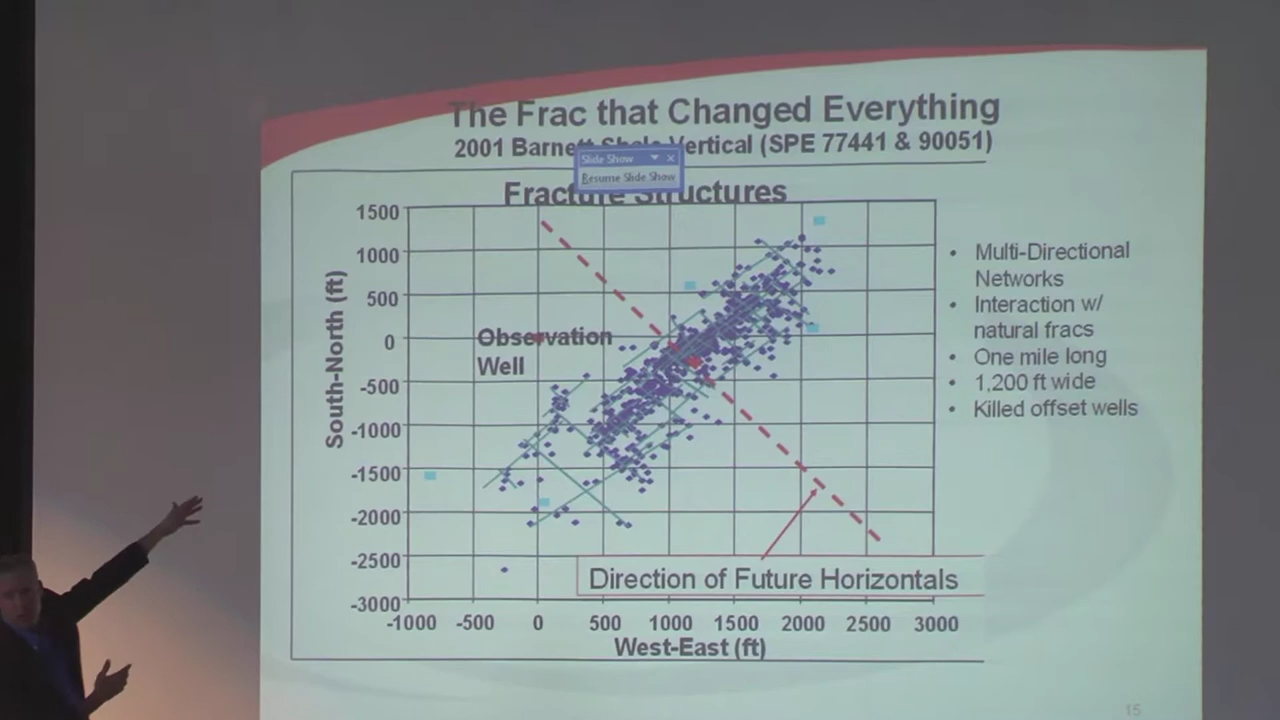 The Frac that Changed Everything
2001 Barnett Shale Vertical (SPE 77441 & 90051)
Slide Show
Resume Slide Show
Fracture Structures
1500
1000
500
0
-500
-1000
-1500
-2000
-2500
-3000
South-North (ft)
Observation
Well
Direction of Future Horizontals
-1000 -500 0 500 1000 1500 2000 2500 3000
West-East (ft)
• Multi-Directional
Networks
• Interaction w/
natural fracs
• One mile long
• 1,200 ft wide
• Killed offset wells
15